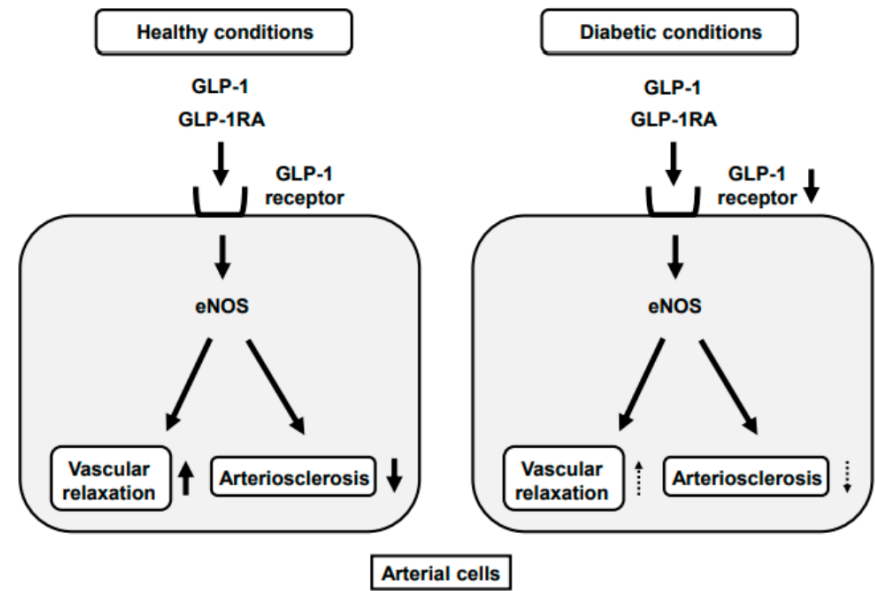 Healthy conditions
GLP-1
GLP-1RA
GLP-1
receptor
eNOS
Vascular
relaxation
Arteriosclerosis
Diabetic conditions
GLP-1
GLP-1RA
GLP-1
receptor
eNOS
Vascular
relaxation
Arteriosclerosis
Arterial cells